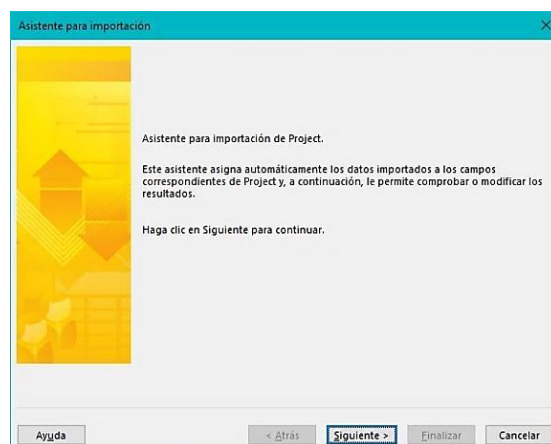 Asistente para importación
Asistente para importación de Project.
Este asistente asigna automáticamente los datos importados a los campos
correspondientes de Project y, a continuación, le permite comprobar o modificar los
resultados.
Haga clic en Siguiente para continuar.
Ayuda
< Atrás
Siguiente >
Finalizar
Cancelar